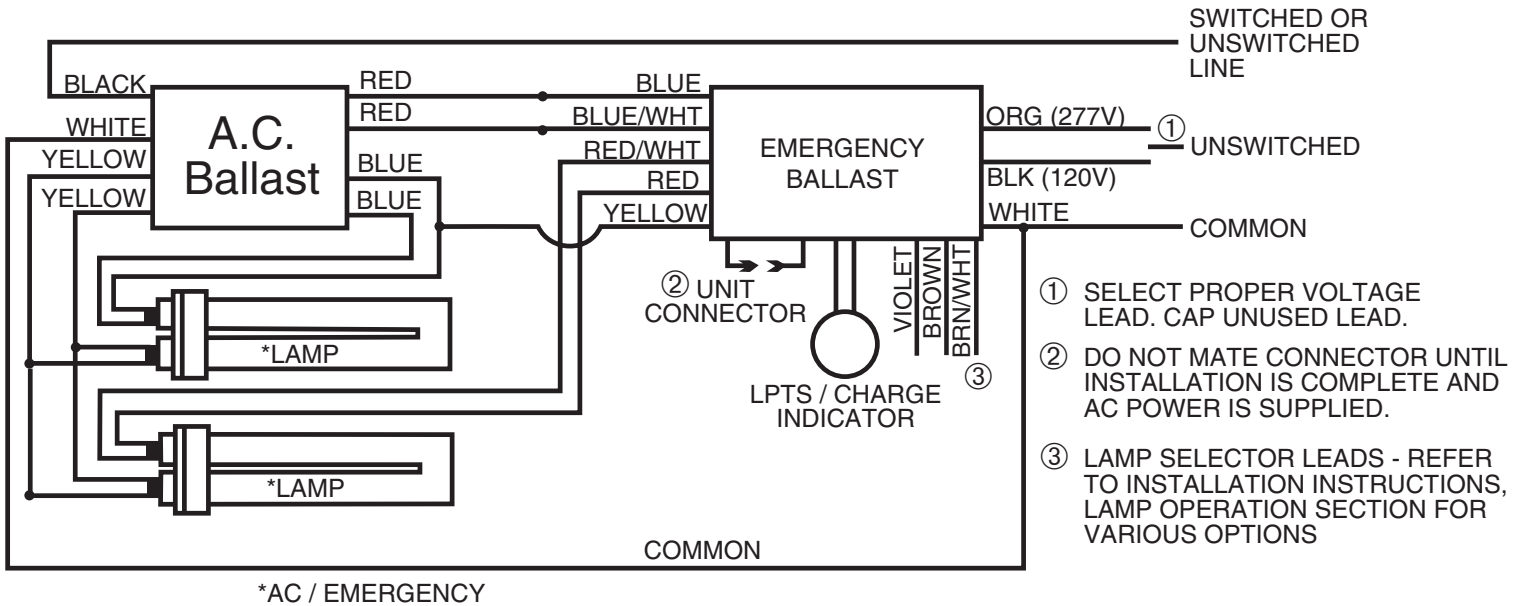 SWITCHED OR
UNSWITCHED
LINE
BLACK
WHITE
YELLOW
YELLOW
A.C.
Ballast
RED
RED
BLUE
BLUE
BLUE
BLUE/WHT
RED/WHT
RED
YELLOW
EMERGENCY
BALLAST
ORG (277V)
① UNSWITCHED
BLK (120V)
WHITE
COMMON
② UNIT
CONNECTOR
VIOLET
BROWN
BRN/WHT
③
LPTS / CHARGE
INDICATOR
*LAMP
*LAMP
COMMON
*AC / EMERGENCY
① SELECT PROPER VOLTAGE
LEAD. CAP UNUSED LEAD.
② DO NOT MATE CONNECTOR UNTIL
INSTALLATION IS COMPLETE AND
AC POWER IS SUPPLIED.
③ LAMP SELECTOR LEADS - REFER
TO INSTALLATION INSTRUCTIONS,
LAMP OPERATION SECTION FOR
VARIOUS OPTIONS